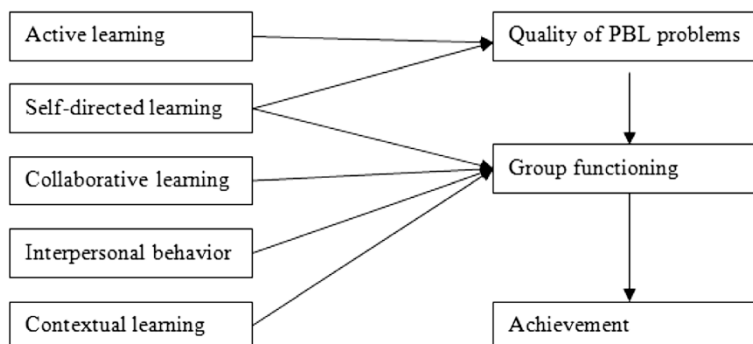 Active learning
Quality of PBL problems
Self-directed learning
Collaborative learning
Group functioning
Interpersonal behavior
Contextual learning
Achievement